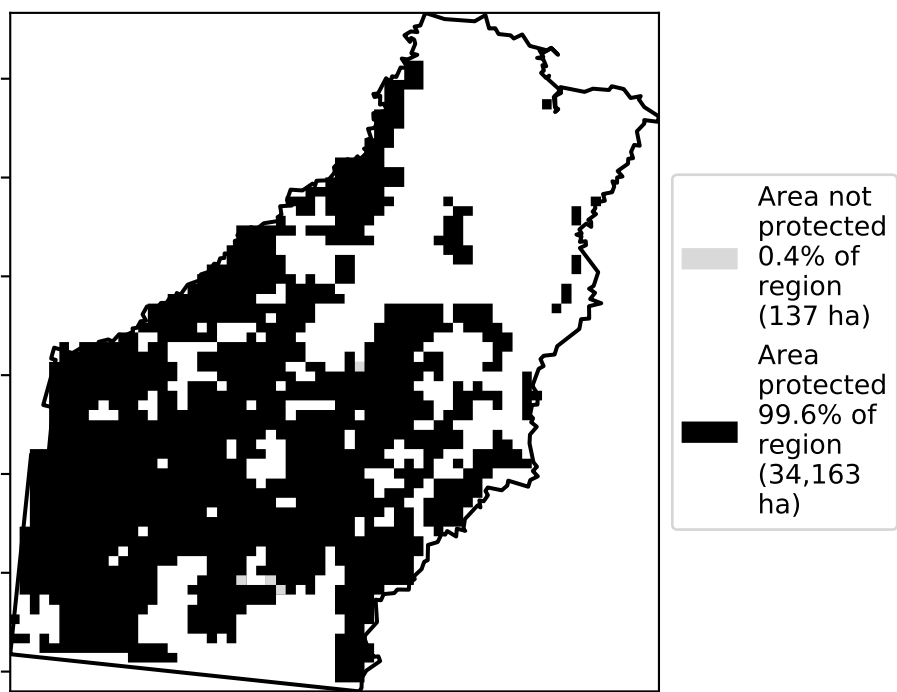 Area not
protected
0.4% of
region
(137 ha)
Area
protected
99.6% of
region
(34,163
ha)